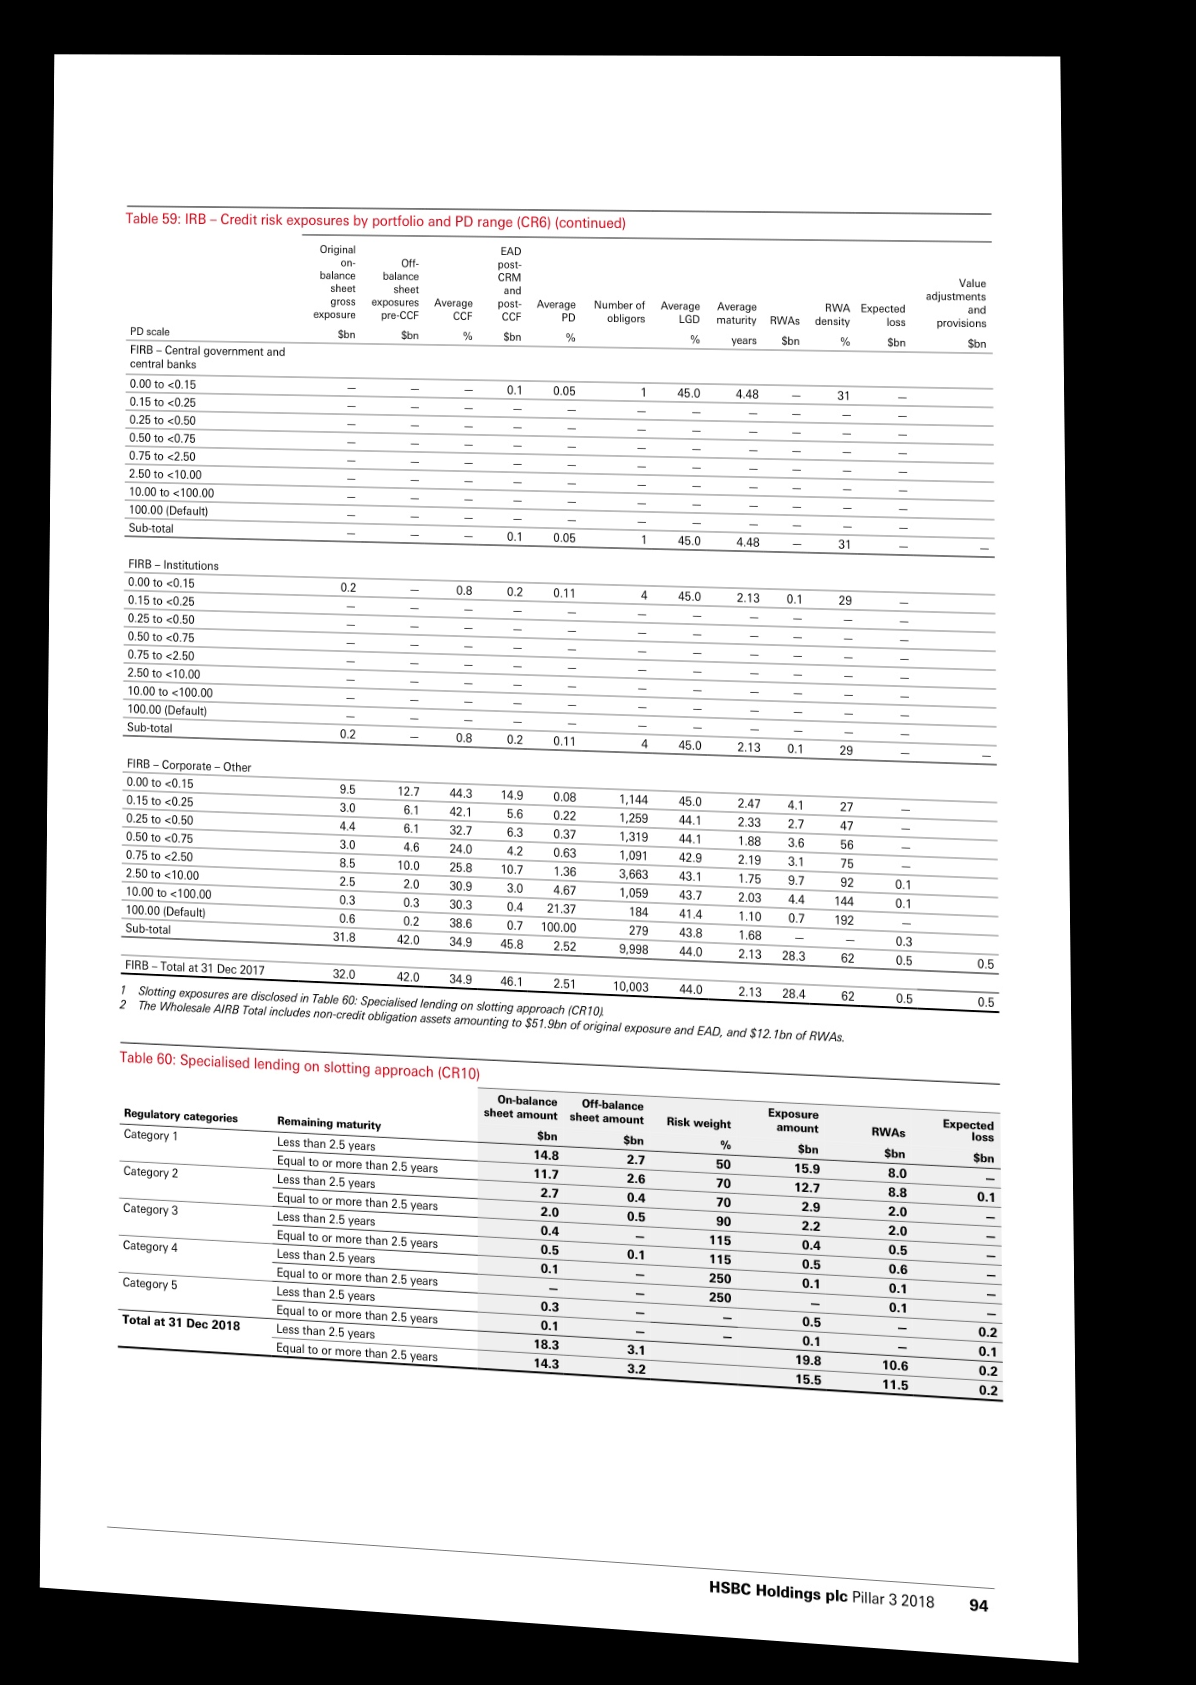 Table 59: IRB – Credit risk exposures by portfolio and PD range (CR6) (continued)
PD scale | Original on-balance sheet gross exposure | Off-balance sheet exposures pre-CCF | Average CCF | EAD post-CRM and post-CCF | Average PD | Number of obligors | Average LGD | Average maturity | RWAs | RWA density | Expected loss | Value adjustments and provisions
$bn $bn % $bn % % years $bn % $bn $bn
FIRB – Central government and
central banks
0.00 to <0.15 — — — 0.1 0.05 1 45.0 4.48 — 31 —
0.15 to <0.25 — — — — — — — — — — —
0.25 to <0.50 — — — — — — — — — — —
0.50 to <0.75 — — — — — — — — — — —
0.75 to <2.50 — — — — — — — — — — —
2.50 to <10.00 — — — — — — — — — — —
10.00 to <100.00 — — — — — — — — — — —
100.00 (Default) — — — — — — — — — — —
Sub-total — — — 0.1 0.05 1 45.0 4.48 — 31 — —
FIRB – Institutions
0.00 to <0.15 0.2 — 0.8 0.2 0.11 4 45.0 2.13 0.1 29 —
0.15 to <0.25 — — — — — — — — — — —
0.25 to <0.50 — — — — — — — — — — —
0.50 to <0.75 — — — — — — — — — — —
0.75 to <2.50 — — — — — — — — — — —
2.50 to <10.00 — — — — — — — — — — —
10.00 to <100.00 — — — — — — — — — — —
100.00 (Default) — — — — — — — — — — —
Sub-total 0.2 — 0.8 0.2 0.11 4 45.0 2.13 0.1 29 — —
FIRB – Corporate – Other
0.00 to <0.15 9.5 12.7 44.3 14.9 0.08 1,144 45.0 2.47 4.1 27 —
0.15 to <0.25 3.0 6.1 42.1 5.6 0.22 1,259 44.1 2.33 2.7 47 —
0.25 to <0.50 4.4 6.1 32.7 6.3 0.37 1,319 44.1 1.88 3.6 56 —
0.50 to <0.75 3.0 4.6 24.0 4.2 0.63 1,091 42.9 2.19 3.1 75 —
0.75 to <2.50 8.5 10.0 25.8 10.7 1.36 3,663 43.1 1.75 9.7 92 0.1
2.50 to <10.00 2.5 2.0 30.9 3.0 4.67 1,059 43.7 2.03 4.4 144 0.1
10.00 to <100.00 0.3 0.3 30.3 0.4 21.37 184 41.4 1.10 0.7 192 —
100.00 (Default) 0.6 0.2 38.6 0.7 100.00 279 43.8 1.68 — — 0.3
Sub-total 31.8 42.0 34.9 45.8 2.52 9,998 44.0 2.13 28.3 62 0.5 0.5
FIRB – Total at 31 Dec 2017 32.0 42.0 34.9 46.1 2.51 10,003 44.0 2.13 28.4 62 0.5 0.5
1 Slotting exposures are disclosed in Table 60: Specialised lending on slotting approach (CR10).
2 The Wholesale AIRB Total includes non-credit obligation assets amounting to $51.9bn of original exposure and EAD, and $12.1bn of RWAs.
Table 60: Specialised lending on slotting approach (CR10)
Regulatory categories | Remaining maturity | On-balance sheet amount | Off-balance sheet amount | Risk weight | Exposure amount | RWAs | Expected loss
$bn $bn % $bn $bn $bn
Category 1 Less than 2.5 years 14.8 2.7 50 15.9 8.0 —
Equal to or more than 2.5 years 11.7 2.6 70 12.7 8.8 0.1
Category 2 Less than 2.5 years 2.7 0.4 70 2.9 2.0 —
Equal to or more than 2.5 years 2.0 0.5 90 2.2 2.0 —
Category 3 Less than 2.5 years 0.4 — 115 0.4 0.5 —
Equal to or more than 2.5 years 0.5 0.1 115 0.5 0.6 —
Category 4 Less than 2.5 years 0.1 — 250 0.1 0.1 —
Equal to or more than 2.5 years — — 250 — 0.1 —
Category 5 Less than 2.5 years 0.3 — — 0.5 — 0.2
Equal to or more than 2.5 years 0.1 — — 0.1 — 0.1
Total at 31 Dec 2018 Less than 2.5 years 18.3 3.1 19.8 10.6 0.2
Equal to or more than 2.5 years 14.3 3.2 15.5 11.5 0.2
HSBC Holdings plc Pillar 3 2018 94